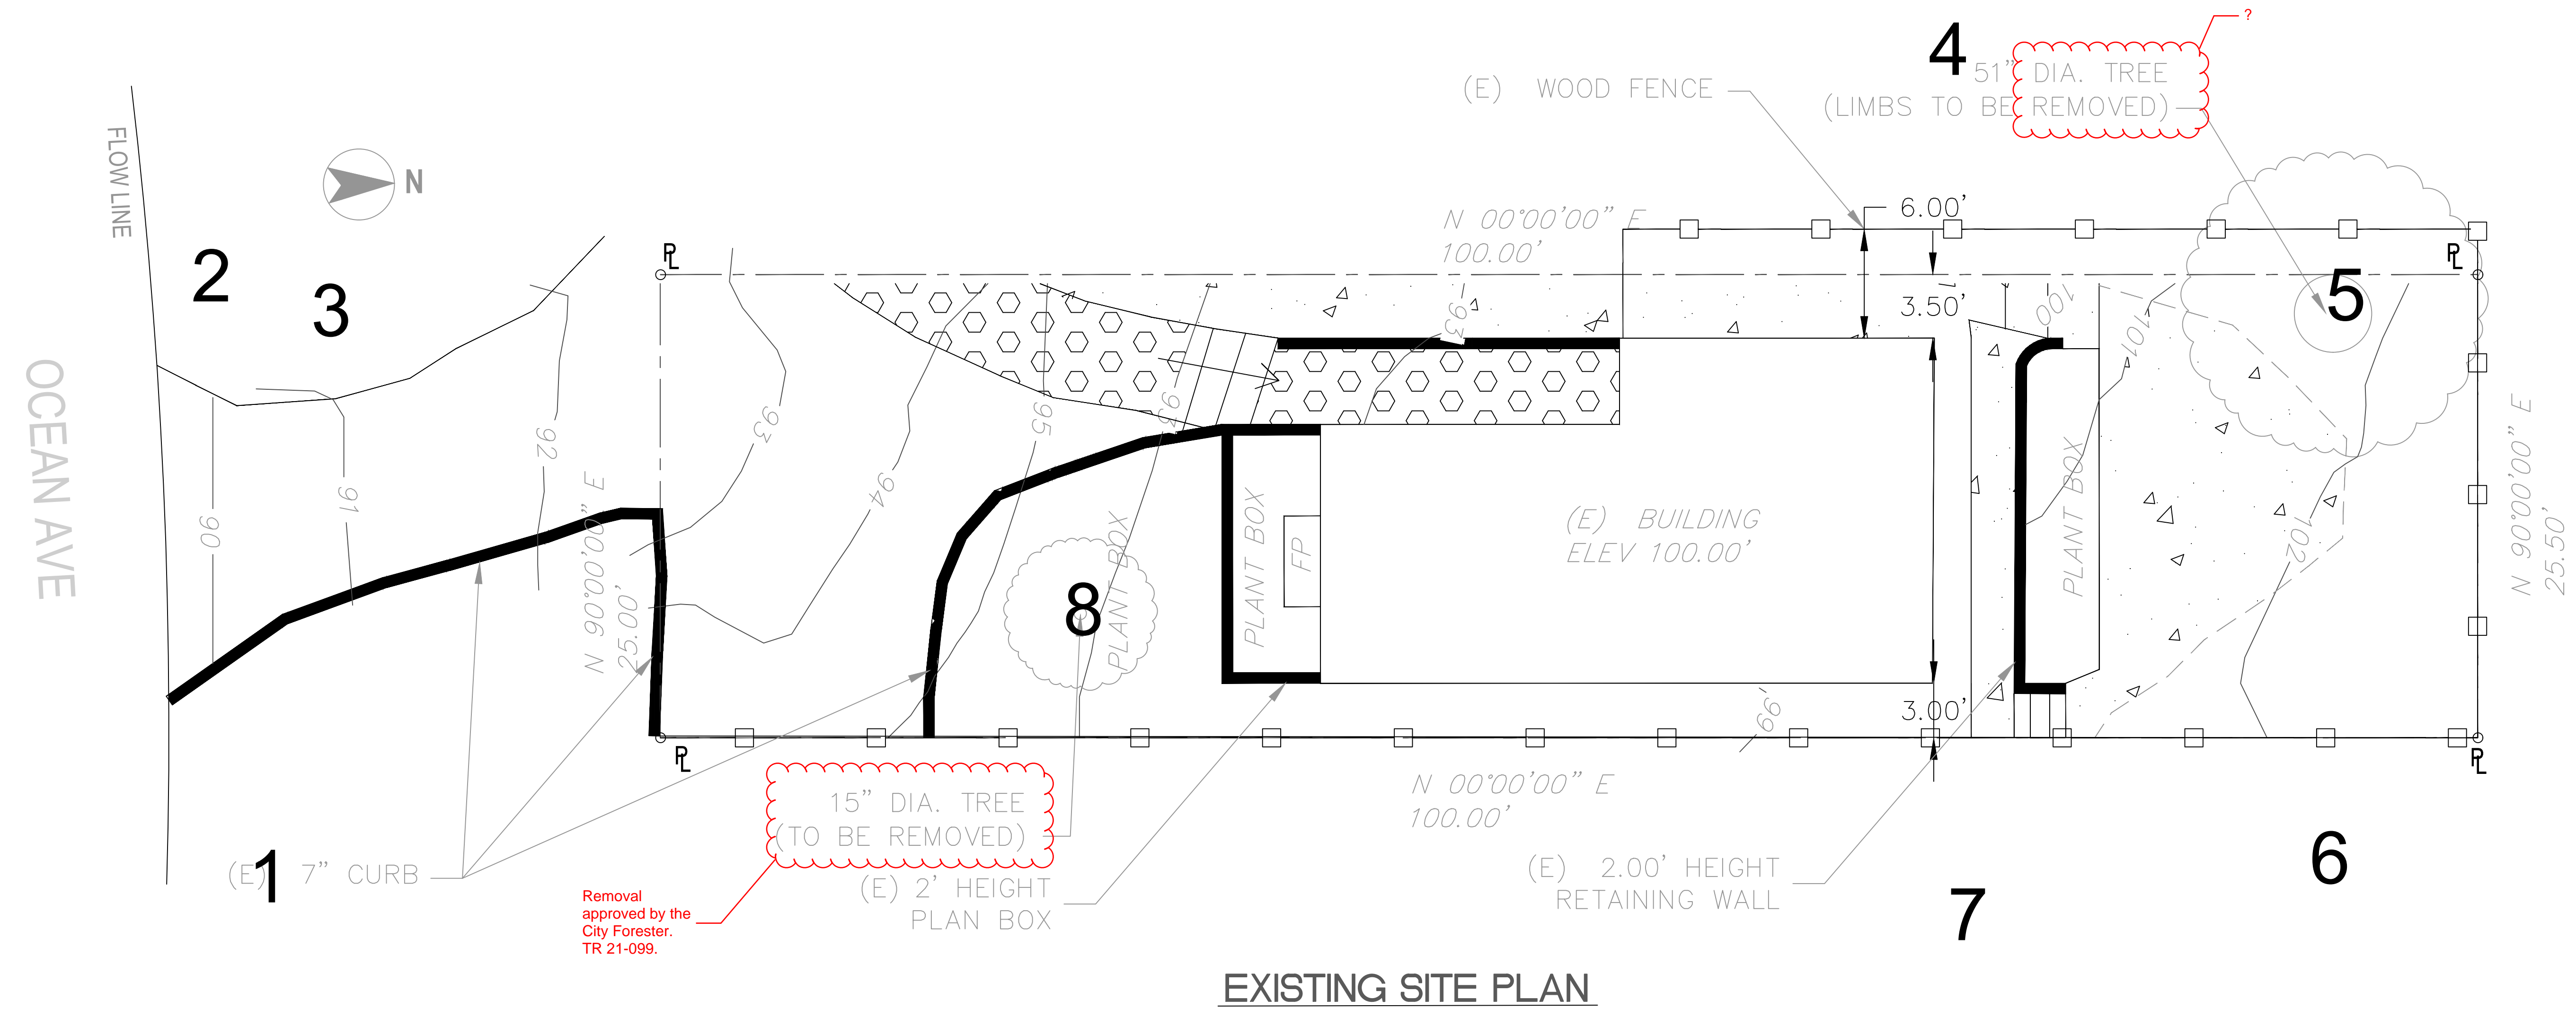 4
?
51" DIA. TREE
(LIMBS TO BE REMOVED)
(E) WOOD FENCE
FLOW LINE
N
2
3
OCEAN AVE
PL
N 00°00'00" E
100.00'
6.00'
3.50'
PL
5
90
91
92
93
94
95
93
93
100
101
102
99
N 90°00'00" E
25.00'
8
PLANT BOX
PLANT BOX
FP
(E) BUILDING
ELEV 100.00'
PLANT BOX
N 90°00'00" E
25.50'
3.00'
PL
PL
15" DIA. TREE
(TO BE REMOVED)
N 00°00'00" E
100.00'
1
(E) 7" CURB
Removal
approved by the
City Forester.
TR 21-099.
(E) 2' HEIGHT
PLAN BOX
(E) 2.00' HEIGHT
RETAINING WALL
6
7
EXISTING SITE PLAN